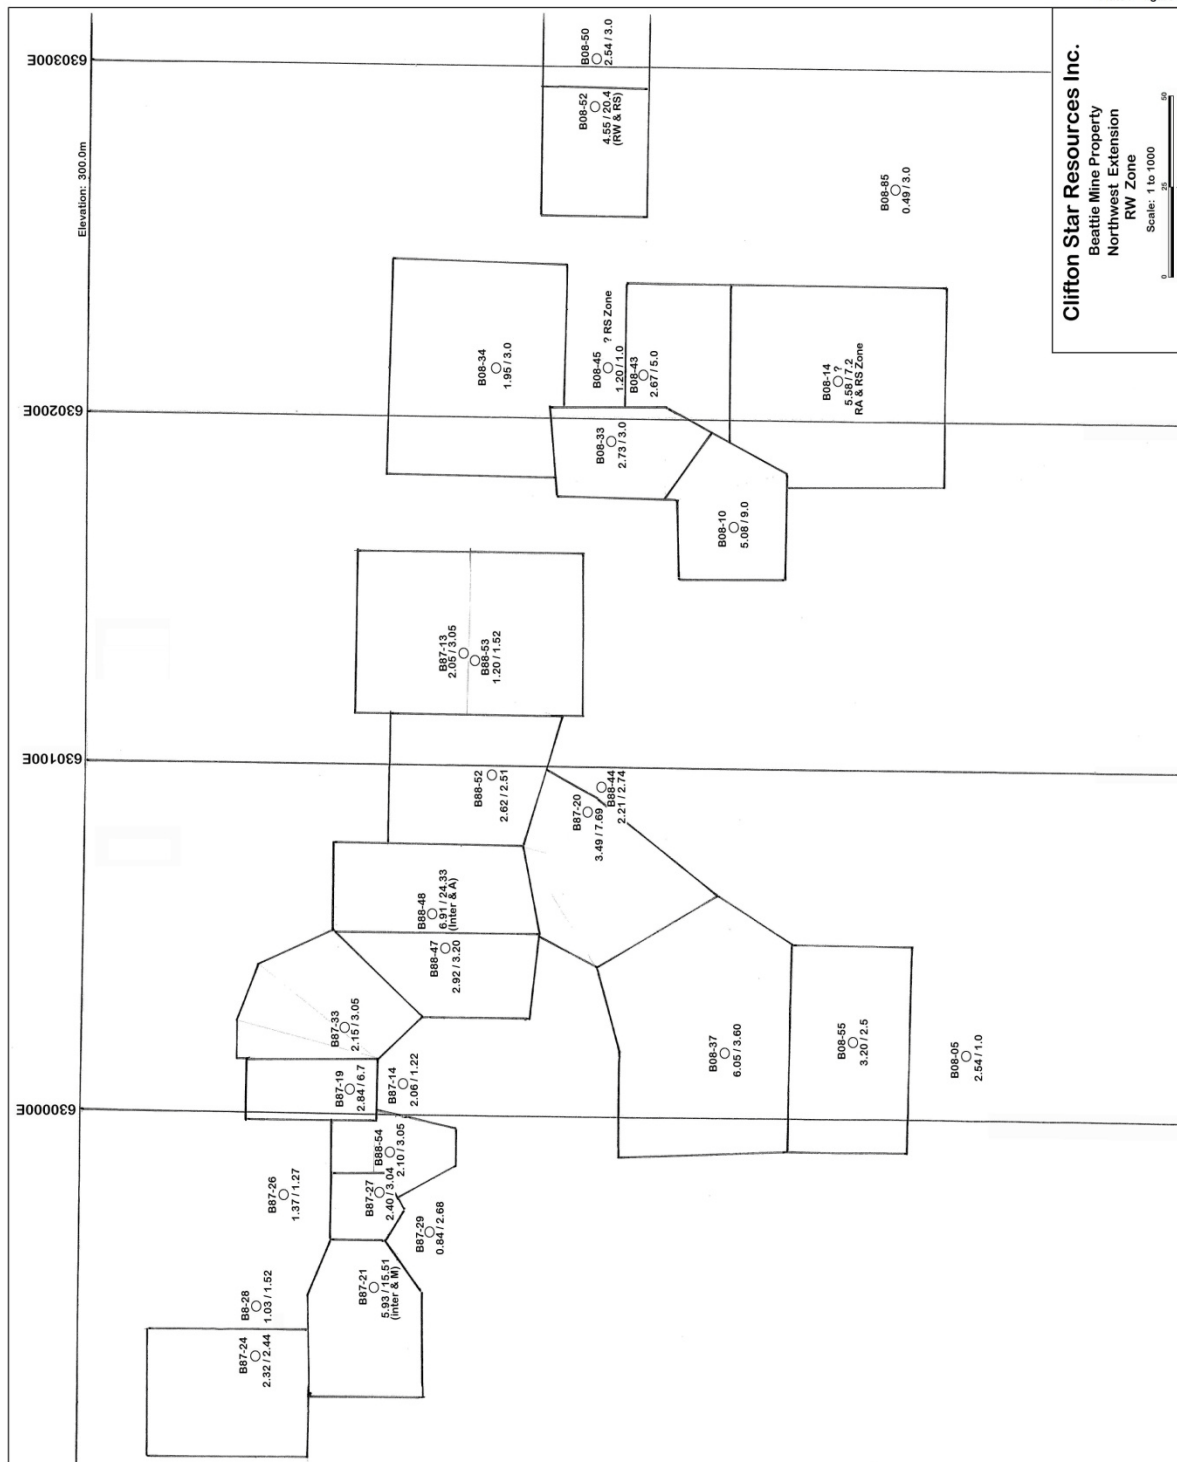 Clifton Star Resources Inc.
Beattie Mine Property
Northwest Extension
RW Zone
Scale: 1 to 1000
0 25 50
Elevation: 300.0m
630300E
630200E
630100E
630000E
B08-50
2.54 / 3.0
B08-52
4.55 / 20.4
(RW & RS)
B08-85
0.49 / 3.0
B08-34
1.95 / 3.0
B08-45
1.20 / 1.0
? RS Zone
B08-43
2.67 / 5.0
B08-14
?
5.58 / 7.2
RA & RS Zone
B08-33
2.73 / 3.0
B08-10
5.08 / 9.0
B87-13
2.05 / 3.05
B88-53
1.20 / 1.52
B88-52
2.62 / 2.51
B88-44
2.21 / 2.74
B87-20
3.49 / 7.69
B88-48
6.91 / 24.33
(Inter & A)
B88-47
2.92 / 3.20
B87-33
2.15 / 3.05
B87-19
2.84 / 6.7
B87-14
2.06 / 1.22
B08-37
6.05 / 3.60
B08-55
3.20 / 2.5
B08-05
2.54 / 1.0
B88-54
2.10 / 3.05
B87-27
2.40 / 3.04
B87-26
1.37 / 1.27
B87-29
0.84 / 2.68
B87-21
5.93 / 15.51
(Inter & M)
B8-28
1.03 / 1.52
B87-24
2.32 / 2.44